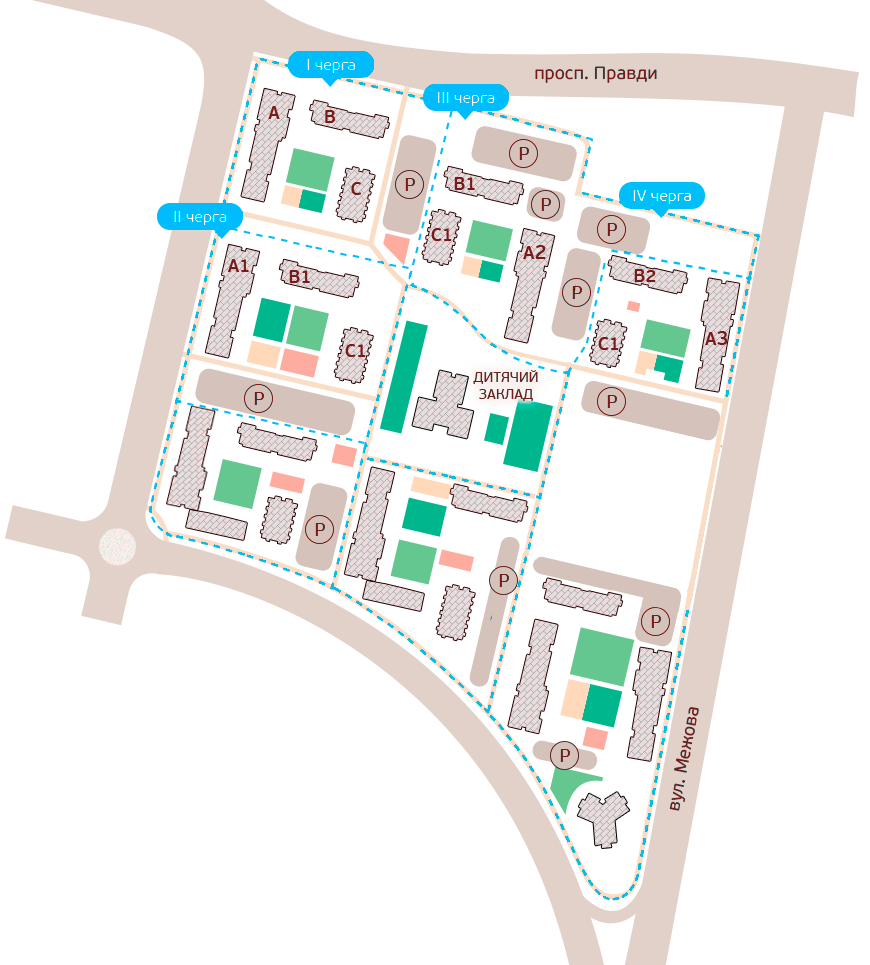 просп. Правди
I черга
III черга
A
B
P
B1
P
C
P
IV черга
II черга
C1
A2
P
A1
B1
P
B2
C1
C1
A3
P
ДИТЯЧИЙ
ЗАКЛАД
P
P
P
P
P
вул. Межова
P